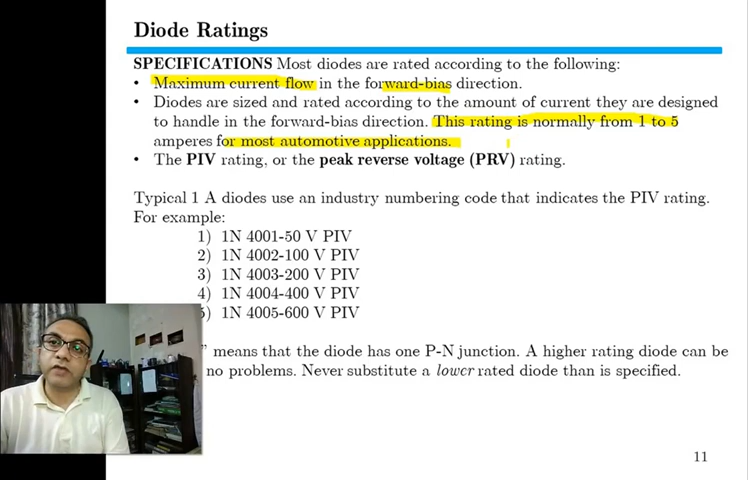 Diode Ratings
SPECIFICATIONS Most diodes are rated according to the following:
• Maximum current flow in the forward-bias direction.
• Diodes are sized and rated according to the amount of current they are designed
to handle in the forward-bias direction. This rating is normally from 1 to 5
amperes for most automotive applications.
• The PIV rating, or the peak reverse voltage (PRV) rating.
Typical 1 A diodes use an industry numbering code that indicates the PIV rating.
For example:
1) 1N 4001-50 V PIV
2) 1N 4002-100 V PIV
3) 1N 4003-200 V PIV
4) 1N 4004-400 V PIV
5) 1N 4005-600 V PIV
" means that the diode has one P-N junction. A higher rating diode can be
no problems. Never substitute a lower rated diode than is specified.
11